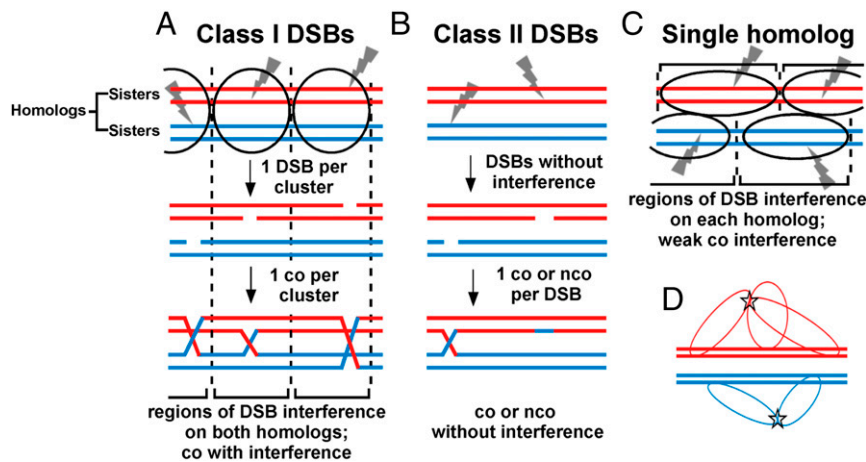 A
Class I DSBs
Homologs
Sisters
Sisters
1 DSB per
cluster
1 co per
cluster
regions of DSB interference
on both homologs;
co with interference
B
Class II DSBs
DSBs without
interference
1 co or nco
per DSB
co or nco
without interference
C
Single homolog
regions of DSB interference
on each homolog;
weak co interference
D